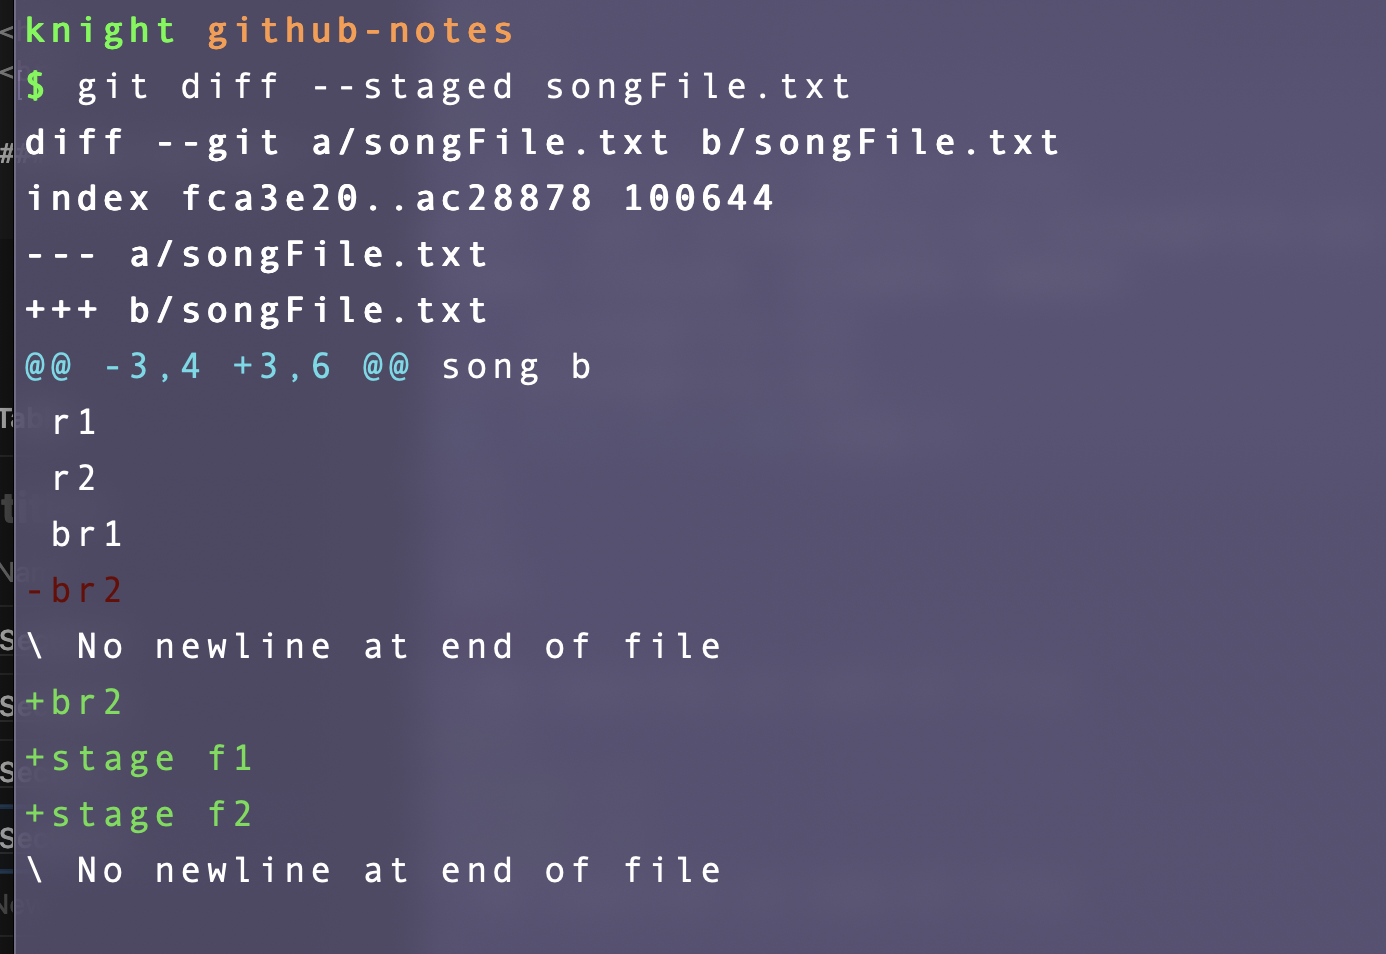 knight github-notes
$ git diff --staged songFile.txt
diff --git a/songFile.txt b/songFile.txt
index fca3e20..ac28878 100644
--- a/songFile.txt
+++ b/songFile.txt
@@ -3,4 +3,6 @@ song b
 r1
 r2
 br1
-br2
\ No newline at end of file
+br2
+stage f1
+stage f2
\ No newline at end of file